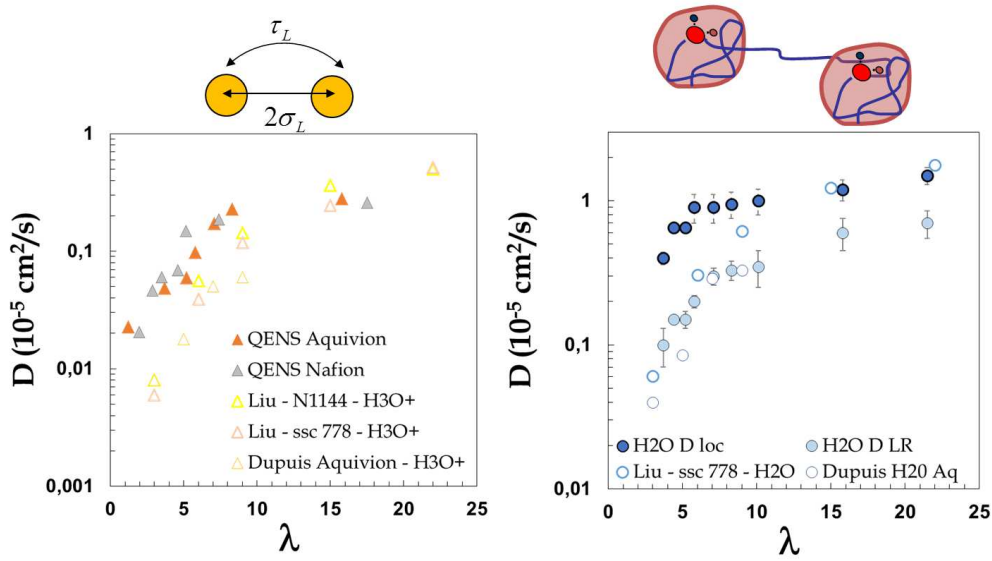 τL
2σL
1
0,1
0,01
0,001
D (10-5 cm2/s)
0 5 10 15 20 25
λ
QENS Aquivion
QENS Nafion
Liu - N1144 - H3O+
Liu - ssc 778 - H3O+
Dupuis Aquivion - H3O+
1
0,1
0,01
D (10-5 cm2/s)
0 5 10 15 20 25
λ
H2O D loc H2O D LR
Liu - ssc 778 - H2O Dupuis H20 Aq